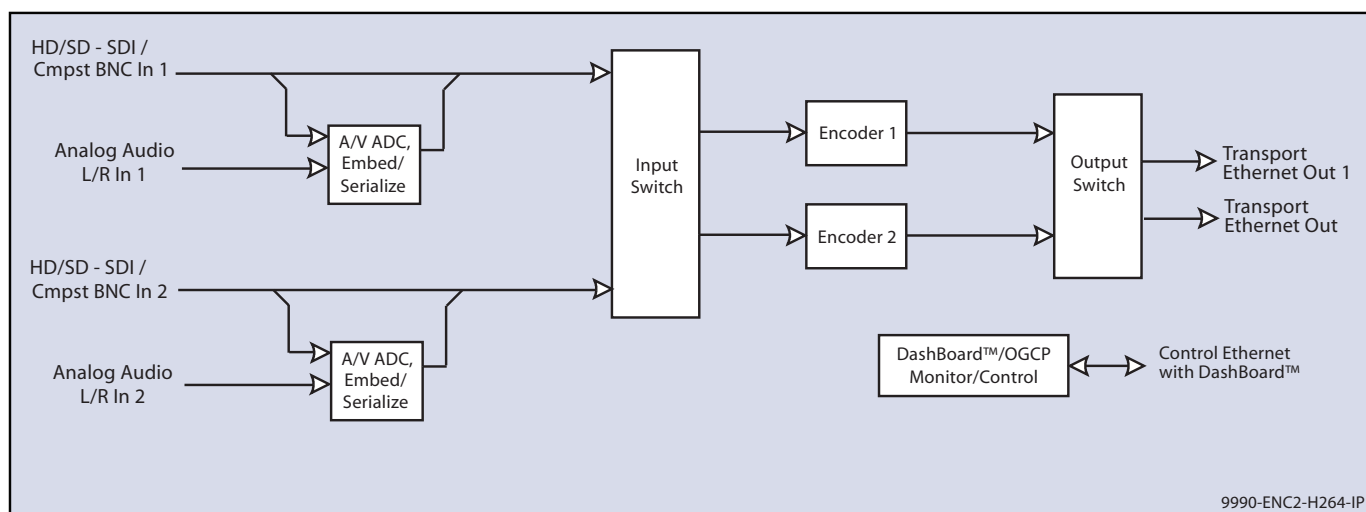 HD/SD - SDI /
Cmpst BNC In 1
Analog Audio
L/R In 1
A/V ADC,
Embed/
Serialize
HD/SD - SDI /
Cmpst BNC In 2
Analog Audio
L/R In 2
A/V ADC,
Embed/
Serialize
Input
Switch
Encoder 1
Encoder 2
Output
Switch
Transport
Ethernet Out 1
Transport
Ethernet Out
DashBoard™/OGCP
Monitor/Control
Control Ethernet
with DashBoard™
9990-ENC2-H264-IP